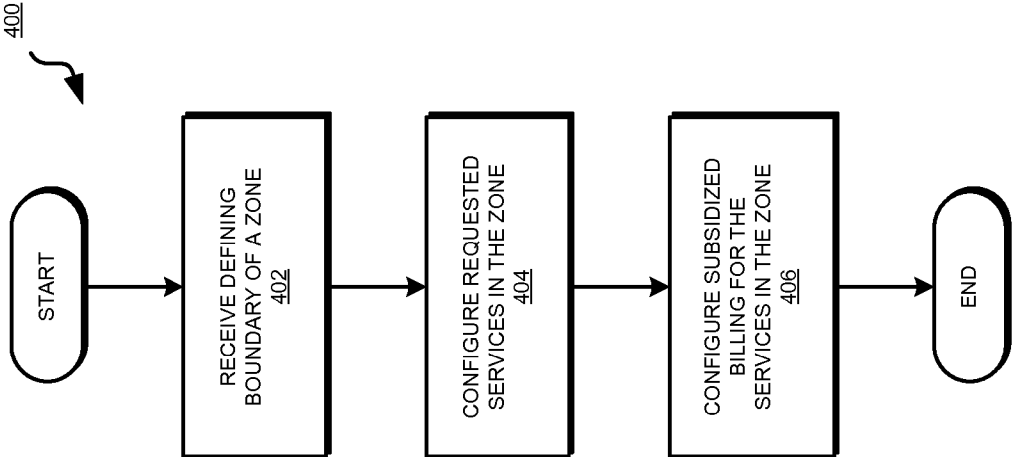 400
START
RECEIVE DEFINING
BOUNDARY OF A ZONE
402
CONFIGURE REQUESTED
SERVICES IN THE ZONE
404
CONFIGURE SUBSIDIZED
BILLING FOR THE
SERVICES IN THE ZONE
406
END